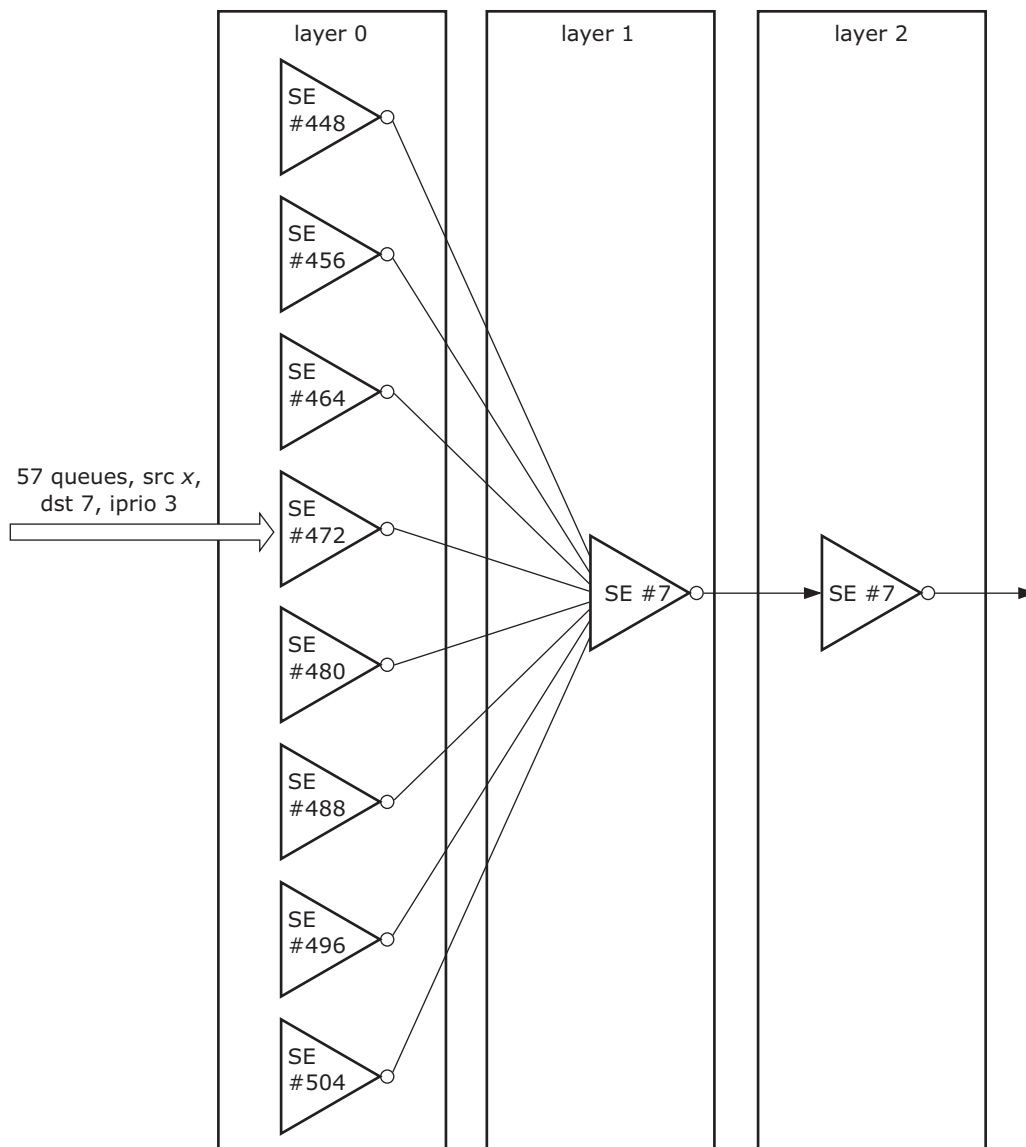 layer 0
layer 1
layer 2
SE
#448
SE
#456
SE
#464
57 queues, src x,
dst 7, iprio 3
SE
#472
SE #7
SE #7
SE
#480
SE
#488
SE
#496
SE
#504